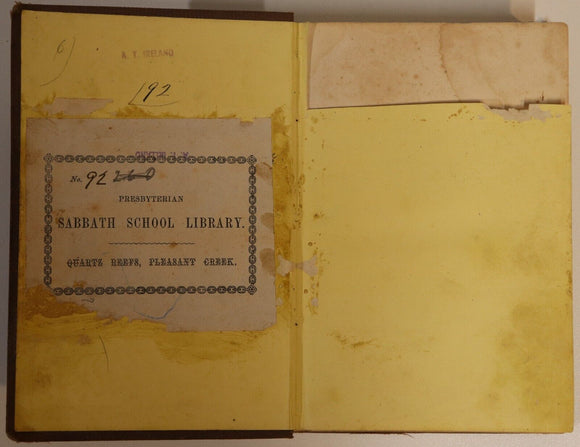 A. T. IRELAND
192
No. 92 260
PRESBYTERIAN
SABBATH SCHOOL LIBRARY.
QUARTZ REEFS, PLEASANT CREEK.